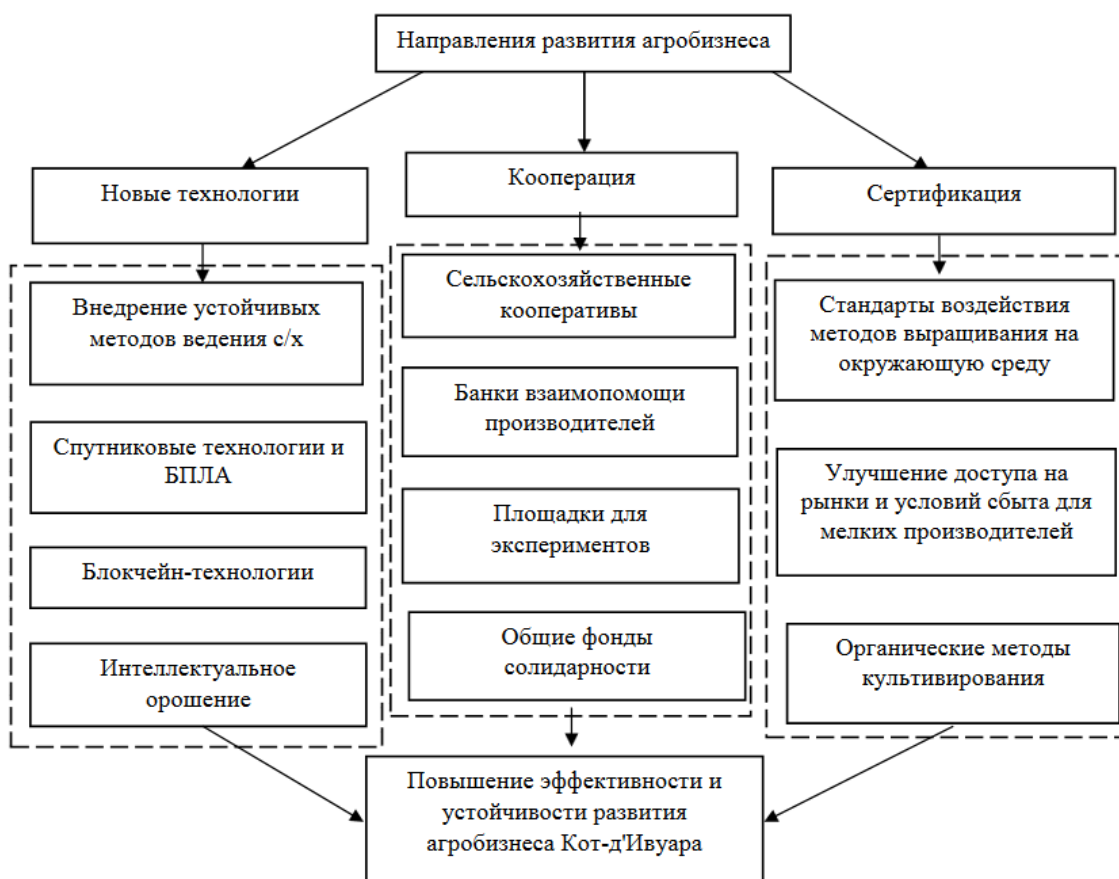 Направления развития агробизнеса
Новые технологии
Кооперация
Сертификация
Внедрение устойчивых
методов ведения с/х
Спутниковые технологии и
БПЛА
Блокчейн-технологии
Интеллектуальное
орошение
Сельскохозяйственные
кооперативы
Банки взаимопомощи
производителей
Площадки для
экспериментов
Общие фонды
солидарности
Стандарты воздействия
методов выращивания на
окружающую среду
Улучшение доступа на
рынки и условий сбыта для
мелких производителей
Органические методы
культивирования
Повышение эффективности и
устойчивости развития
агробизнеса Кот-д'Ивуара